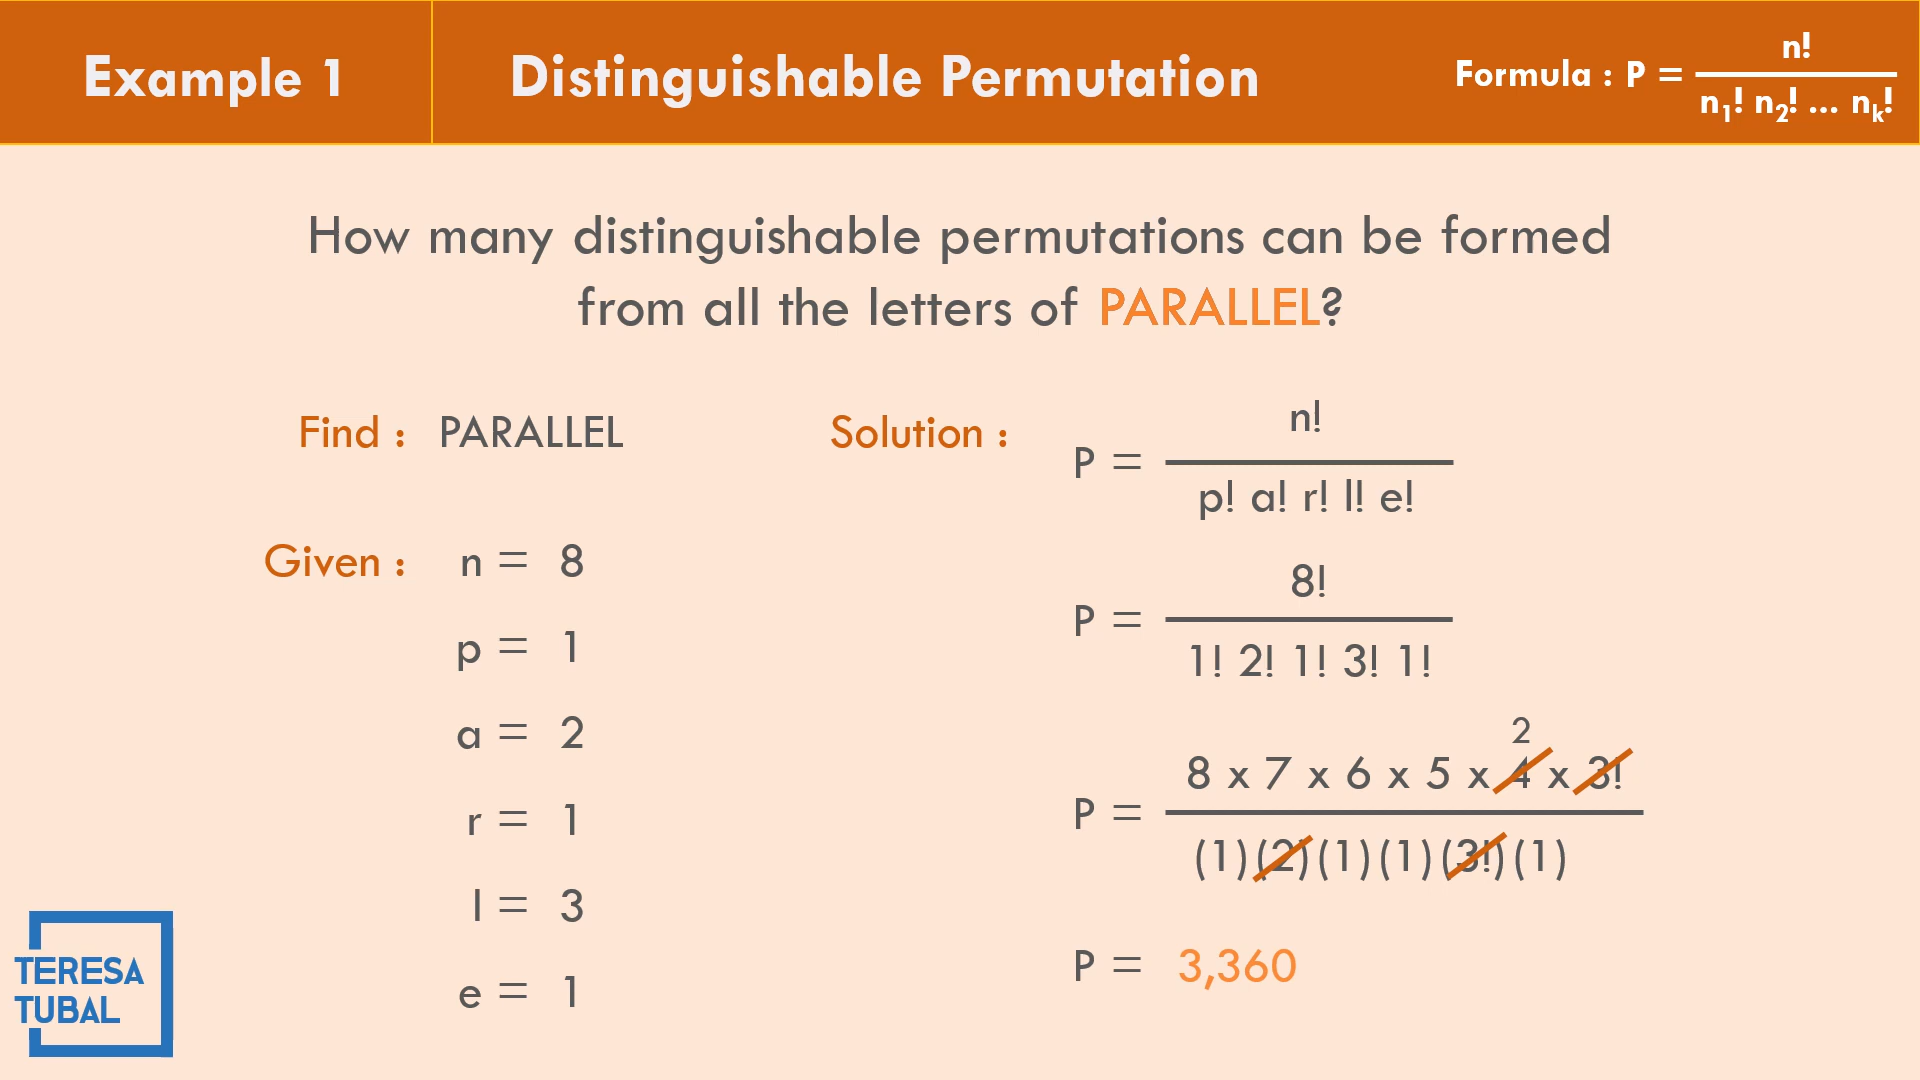 Example 1
Distinguishable Permutation
Formula : P =
n!
n₁! n₂! ... nₖ!
How many distinguishable permutations can be formed
from all the letters of PARALLEL?
Find : PARALLEL
Given : n = 8
p = 1
a = 2
r = 1
l = 3
e = 1
Solution :
P =
n!
p! a! r! l! e!
P =
8!
1! 2! 1! 3! 1!
2
P =
8 x 7 x 6 x 5 x 4 x 3!
(1)(2)(1)(1)(3!)(1)
P = 3,360
TERESA
TUBAL